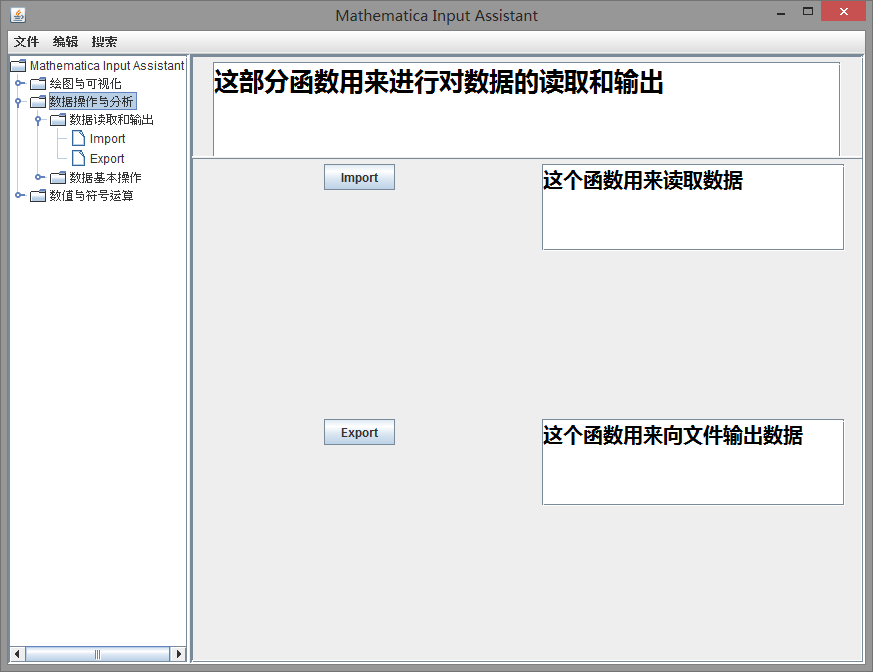 Mathematica Input Assistant
文件 编辑 搜索
Mathematica Input Assistant
绘图与可视化
数据操作与分析
数据读取和输出
Import
Export
数据基本操作
数值与符号运算
这部分函数用来进行对数据的读取和输出
Import
这个函数用来读取数据
Export
这个函数用来向文件输出数据